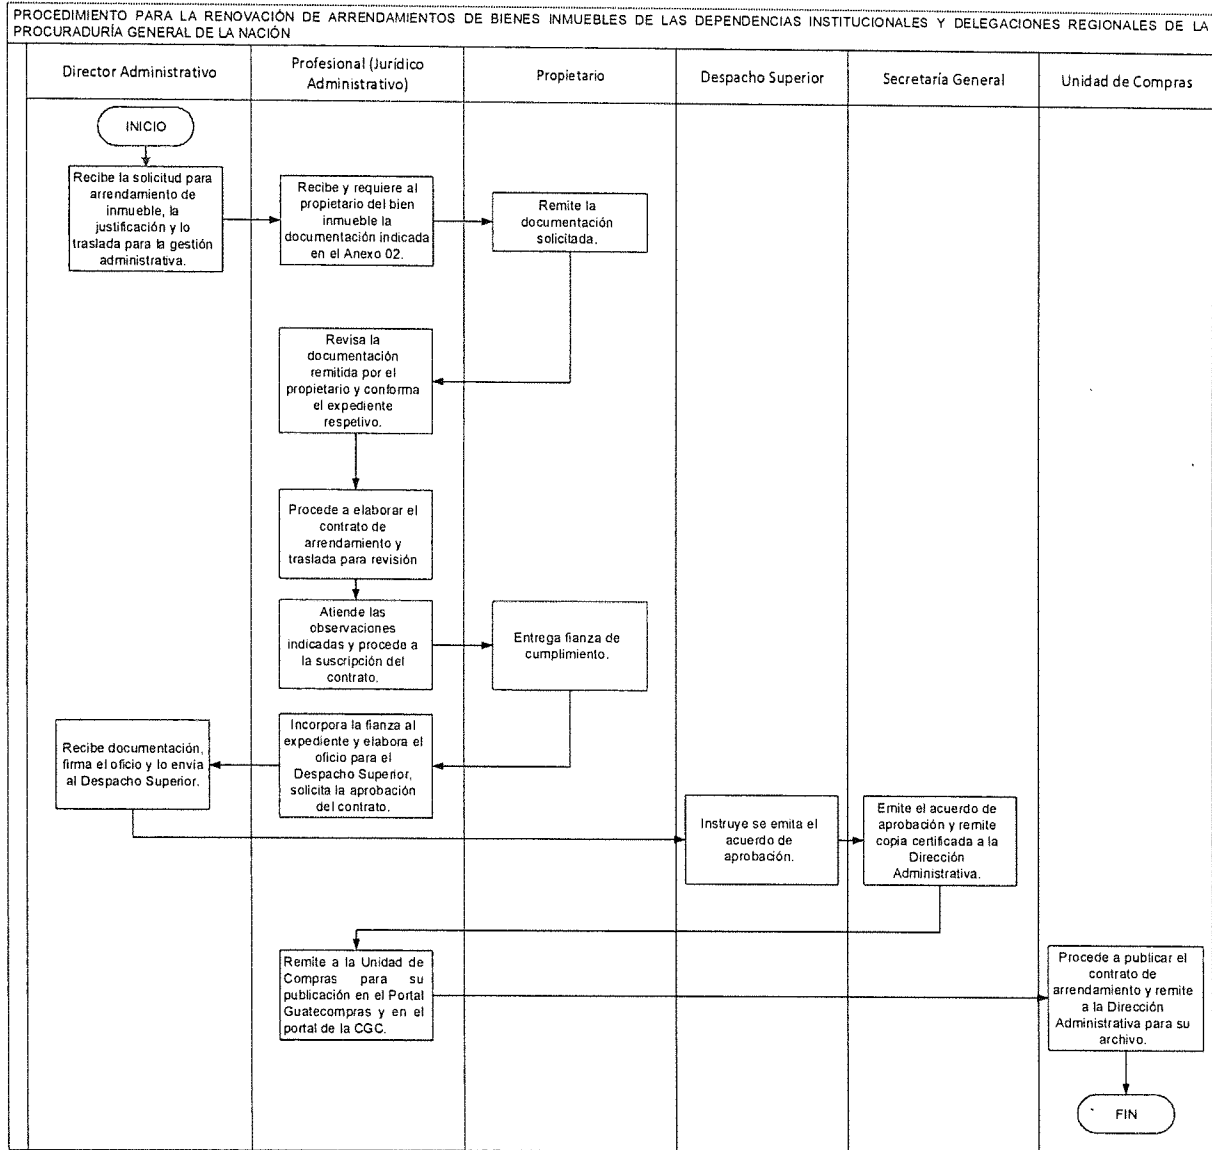 PROCEDIMIENTO PARA LA RENOVACIÓN DE ARRENDAMIENTOS DE BIENES INMUEBLES DE LAS DEPENDENCIAS INSTITUCIONALES Y DELEGACIONES REGIONALES DE LA
PROCURADURÍA GENERAL DE LA NACIÓN
Director Administrativo
Profesional (Jurídico
Administrativo)
Propietario
Despacho Superior
Secretaría General
Unidad de Compras
INICIO
Recibe la solicitud para
arrendamiento de
inmueble, la
justificación y lo
traslada para la gestión
administrativa.
Recibe y requiere al
propietario del bien
inmueble la
documentación indicada
en el Anexo 02.
Remite la
documentación
solicitada.
Revisa la
documentación
remitida por el
propietario y conforma
el expediente
respetivo.
Procede a elaborar el
contrato de
arrendamiento y
traslada para revisión
Atiende las
observaciones
indicadas y procede a
la suscripción del
contrato.
Entrega fianza de
cumplimiento.
Incorpora la fianza al
expediente y elabora el
oficio para el
Despacho Superior,
solicita la aprobación
del contrato.
Recibe documentación,
firma el oficio y lo envía
al Despacho Superior.
Instruye se emita el
acuerdo de
aprobación.
Emite el acuerdo de
aprobación y remite
copia certificada a la
Dirección
Administrativa.
Remite a la Unidad de
Compras para su
publicación en el Portal
Guatecompras y en el
portal de la CGC.
Procede a publicar el
contrato de
arrendamiento y remite
a la Dirección
Administrativa para su
archivo.
FIN